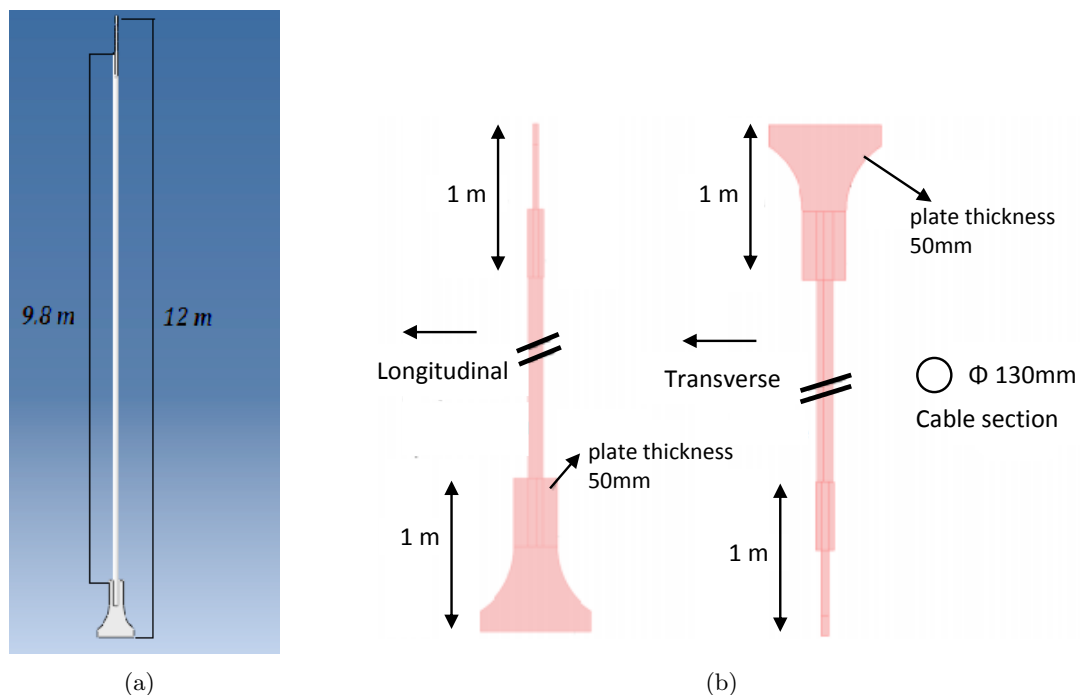 9.8 m
12 m
(a)
1 m
Longitudinal
plate thickness
50mm
1 m
1 m
plate thickness
50mm
Transverse
Φ 130mm
Cable section
1 m
(b)